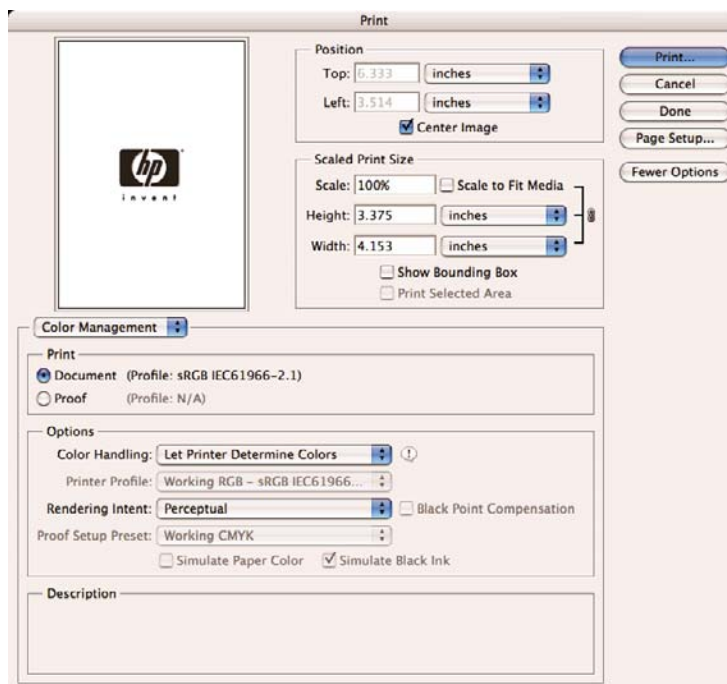 Print
hp
invent
Position
Top: 6.333 inches
Left: 3.514 inches
Center Image
Scaled Print Size
Scale: 100% Scale to Fit Media
Height: 3.375 inches
Width: 4.153 inches
Show Bounding Box
Print Selected Area
Print...
Cancel
Done
Page Setup...
Fewer Options
Color Management
Print
Document (Profile: sRGB IEC61966-2.1)
Proof (Profile: N/A)
Options
Color Handling: Let Printer Determine Colors
Printer Profile: Working RGB - sRGB IEC61966...
Rendering Intent: Perceptual Black Point Compensation
Proof Setup Preset: Working CMYK
Simulate Paper Color Simulate Black Ink
Description